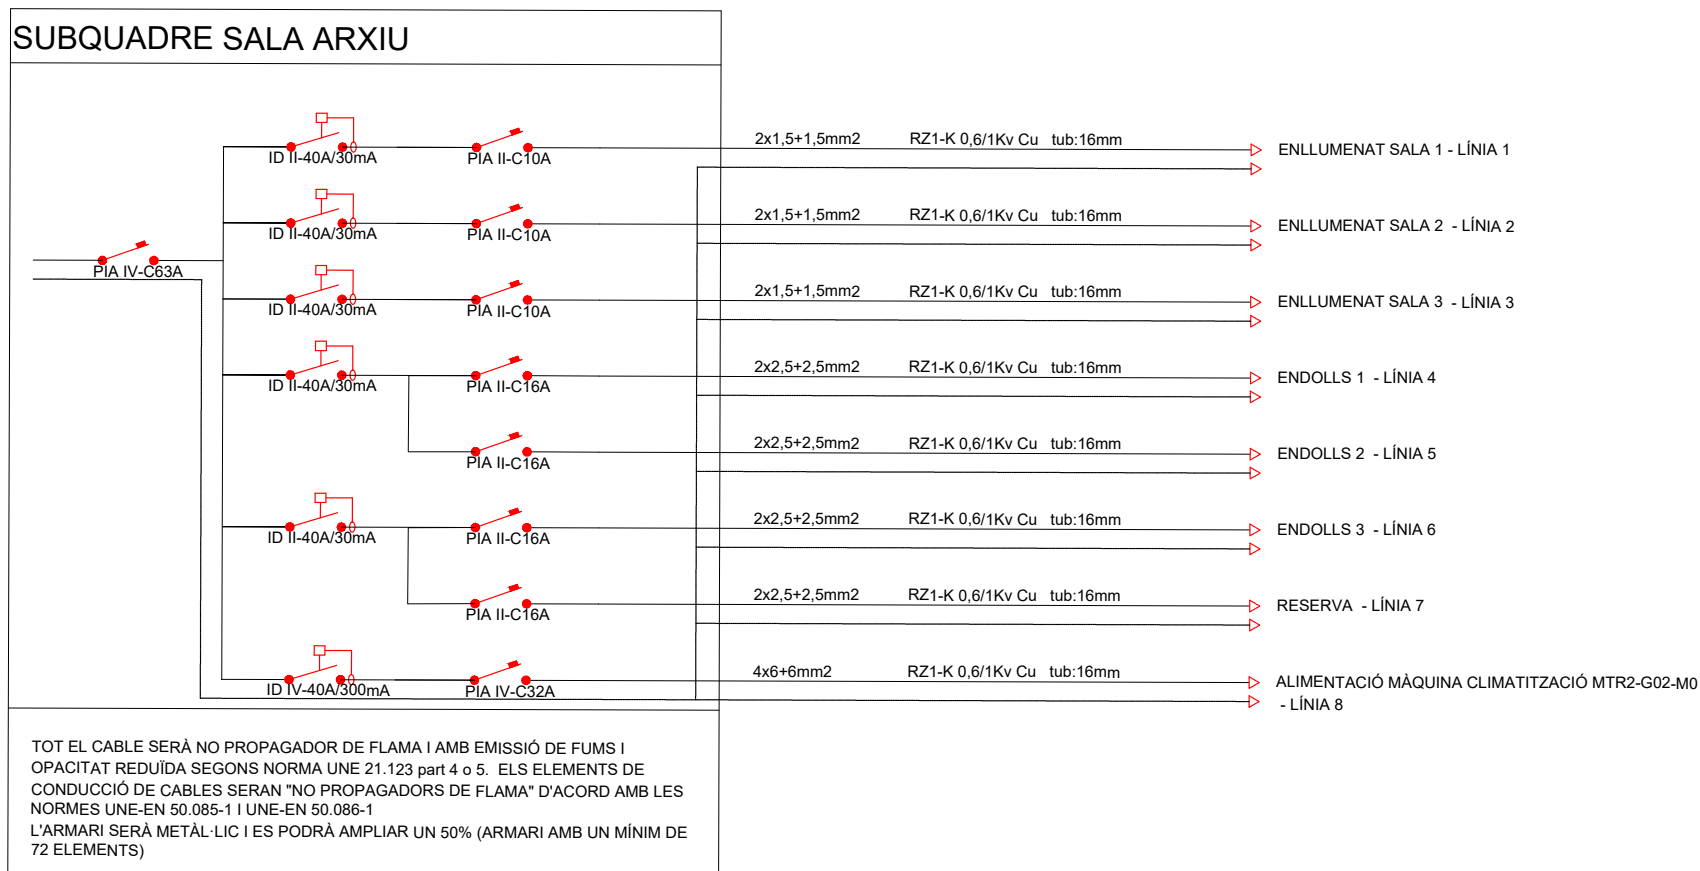 SUBQUADRE SALA ARXIU
ID II-40A/30mA
PIA II-C10A
2x1,5+1,5mm2 RZ1-K 0,6/1Kv Cu tub:16mm
ENLLUMENAT SALA 1 - LÍNIA 1
ID II-40A/30mA
PIA II-C10A
2x1,5+1,5mm2 RZ1-K 0,6/1Kv Cu tub:16mm
ENLLUMENAT SALA 2 - LÍNIA 2
PIA IV-C63A
ID II-40A/30mA
PIA II-C10A
2x1,5+1,5mm2 RZ1-K 0,6/1Kv Cu tub:16mm
ENLLUMENAT SALA 3 - LÍNIA 3
ID II-40A/30mA
PIA II-C16A
2x2,5+2,5mm2 RZ1-K 0,6/1Kv Cu tub:16mm
ENDOLLS 1 - LÍNIA 4
PIA II-C16A
2x2,5+2,5mm2 RZ1-K 0,6/1Kv Cu tub:16mm
ENDOLLS 2 - LÍNIA 5
ID II-40A/30mA
PIA II-C16A
2x2,5+2,5mm2 RZ1-K 0,6/1Kv Cu tub:16mm
ENDOLLS 3 - LÍNIA 6
PIA II-C16A
2x2,5+2,5mm2 RZ1-K 0,6/1Kv Cu tub:16mm
RESERVA - LÍNIA 7
ID IV-40A/300mA
PIA IV-C32A
4x6+6mm2 RZ1-K 0,6/1Kv Cu tub:16mm
ALIMENTACIÓ MÀQUINA CLIMATITZACIÓ MTR2-G02-M0
- LÍNIA 8
TOT EL CABLE SERÀ NO PROPAGADOR DE FLAMA I AMB EMISSIÓ DE FUMS I
OPACITAT REDUÏDA SEGONS NORMA UNE 21.123 part 4 o 5. ELS ELEMENTS DE
CONDUCCIÓ DE CABLES SERAN "NO PROPAGADORS DE FLAMA" D'ACORD AMB LES
NORMES UNE-EN 50.085-1 I UNE-EN 50.086-1
L'ARMARI SERÀ METÀL·LIC I ES PODRÀ AMPLIAR UN 50% (ARMARI AMB UN MÍNIM DE
72 ELEMENTS)